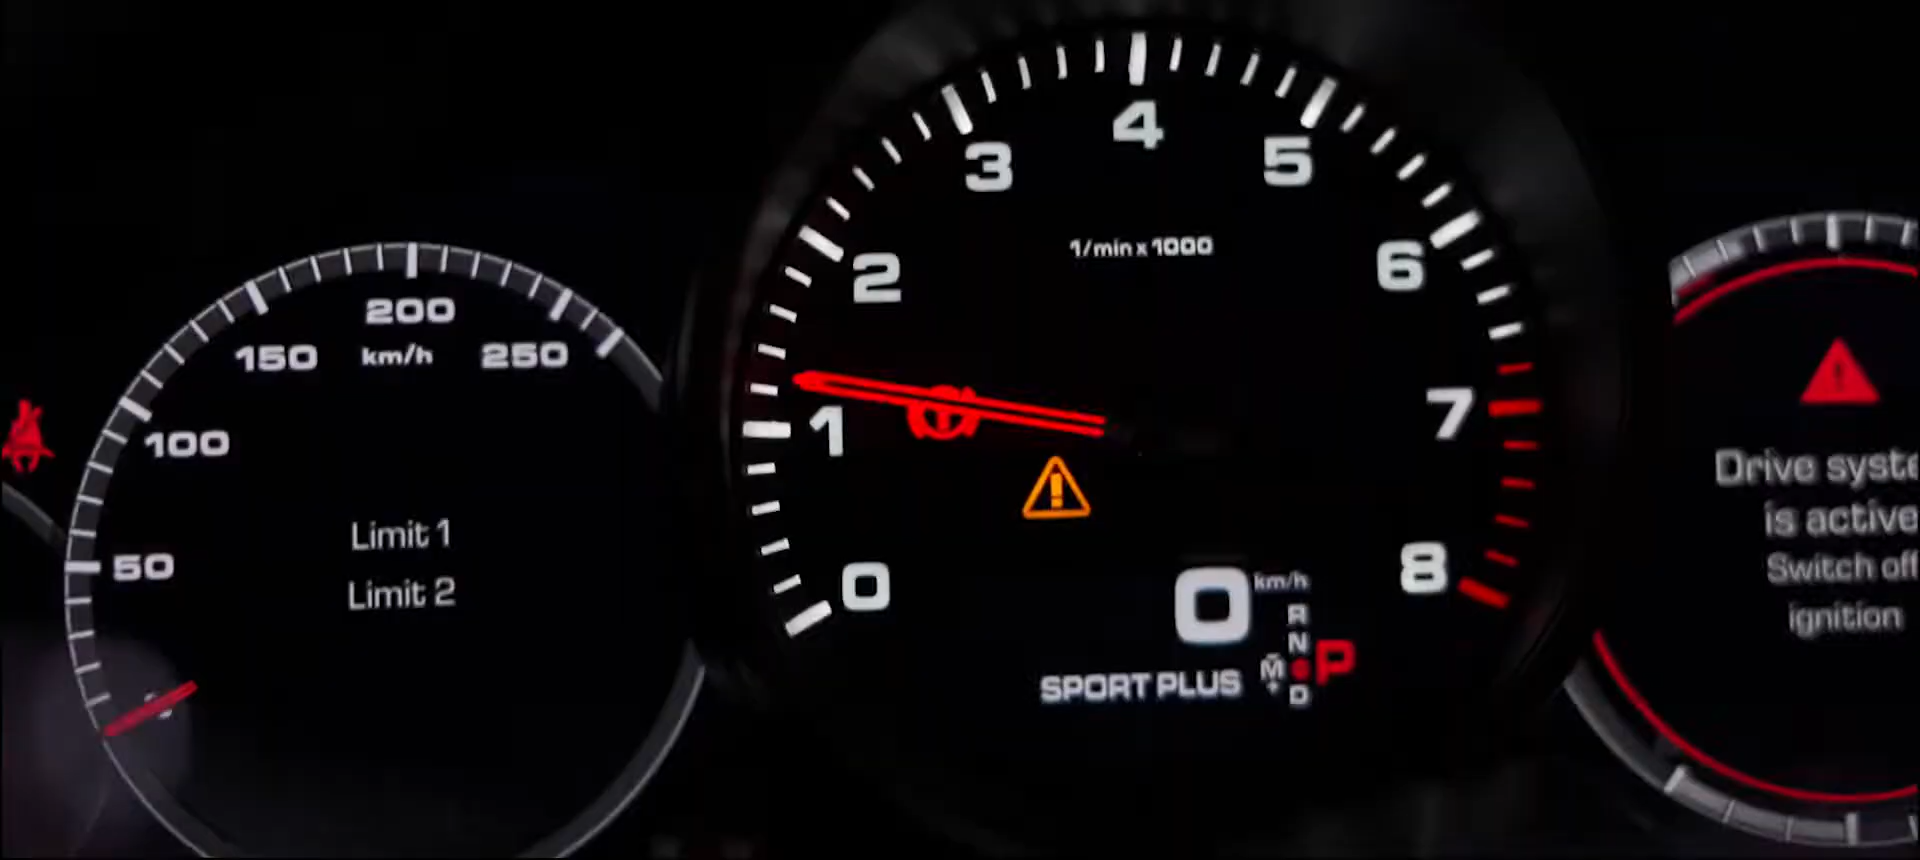 200
150
km/h
250
100
50
Limit 1
Limit 2
4
3
5
1/min x 1000
2
6
1
7
0
8
0
km/h
R
N
M
P
+
D
SPORT PLUS
Drive syste
is active
Switch off
ignition